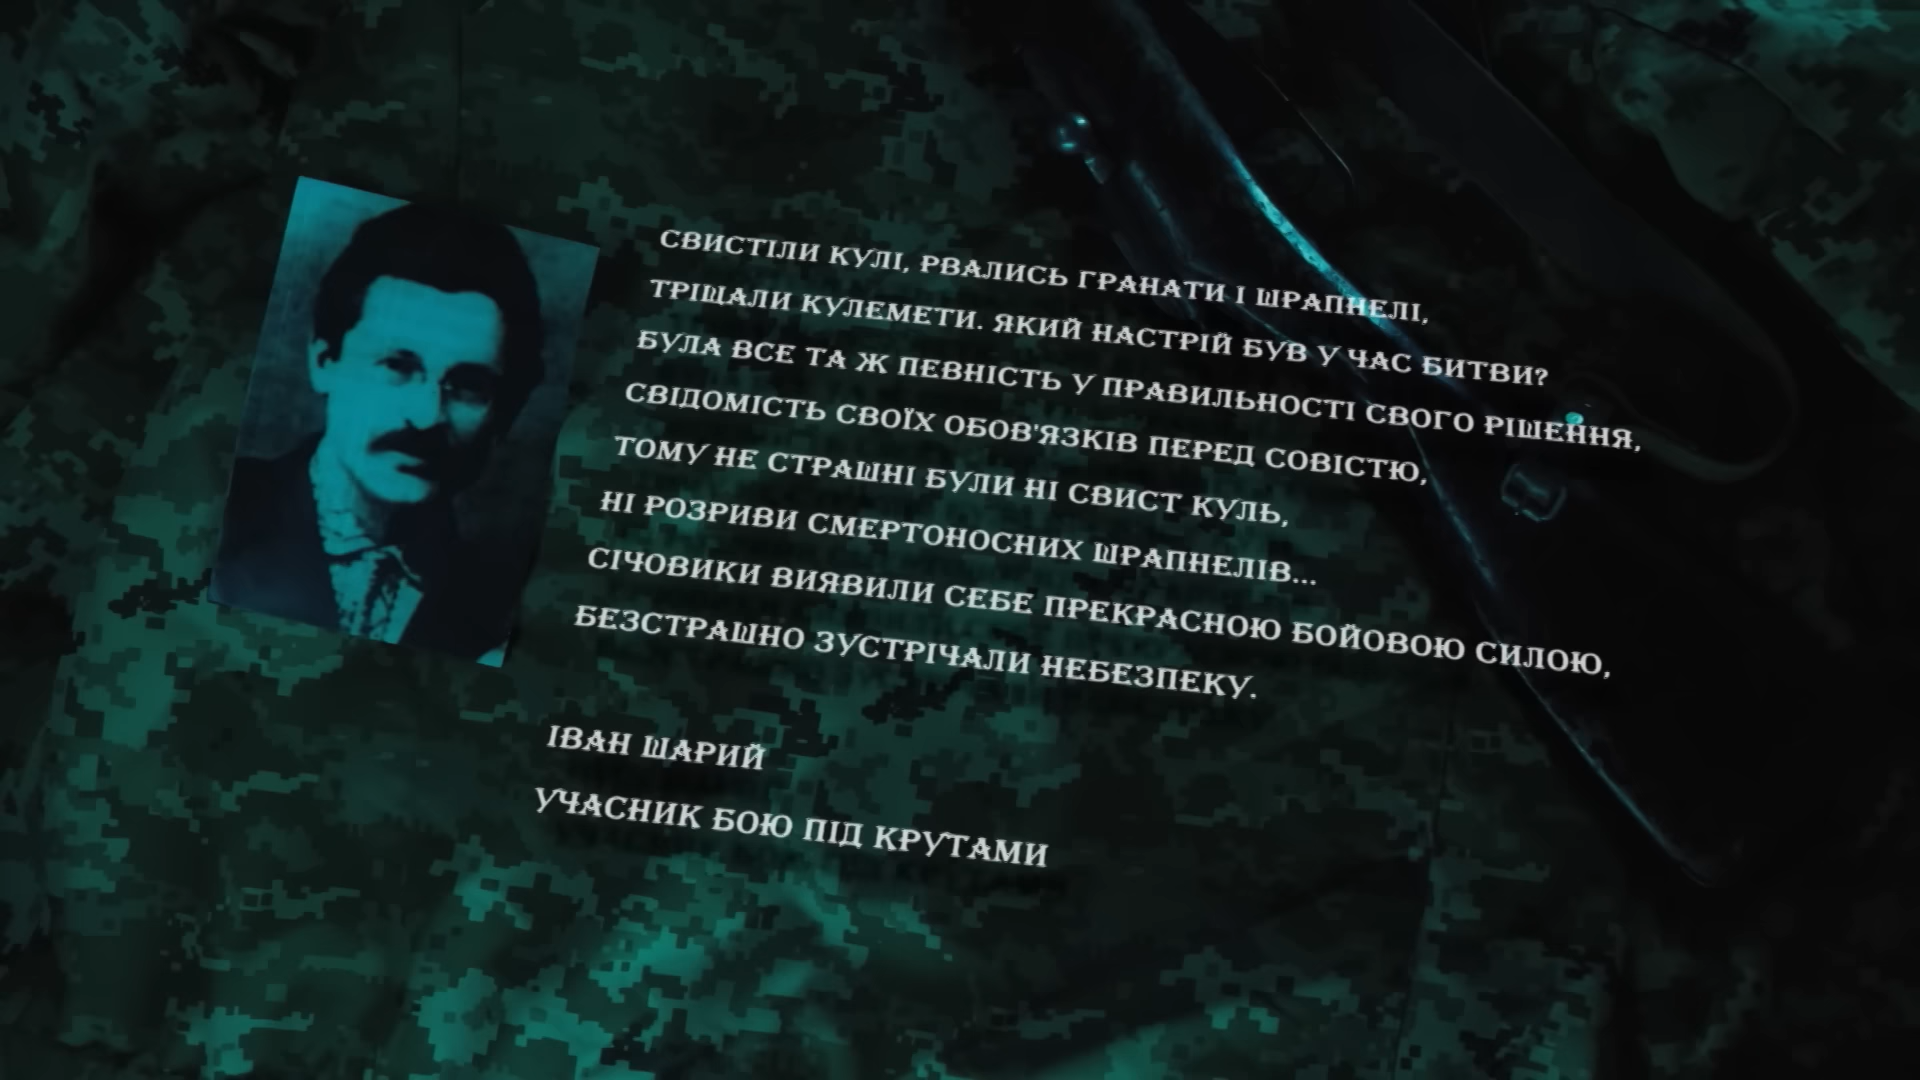 СВИСТІЛИ КУЛІ, РВАЛИСЬ ГРАНАТИ І ШРАПНЕЛІ,
ТРІЩАЛИ КУЛЕМЕТИ. ЯКИЙ НАСТРІЙ БУВ У ЧАС БИТВИ?
БУЛА ВСЕ ТА Ж ПЕВНІСТЬ У ПРАВИЛЬНОСТІ СВОГО РІШЕННЯ,
СВІДОМІСТЬ СВОЇХ ОБОВ'ЯЗКІВ ПЕРЕД СОВІСТЮ,
ТОМУ НЕ СТРАШНІ БУЛИ НІ СВИСТ КУЛЬ,
НІ РОЗРИВИ СМЕРТОНОСНИХ ШРАПНЕЛІВ...
СІЧОВИКИ ВИЯВИЛИ СЕБЕ ПРЕКРАСНОЮ БОЙОВОЮ СИЛОЮ,
БЕЗСТРАШНО ЗУСТРІЧАЛИ НЕБЕЗПЕКУ.
ІВАН ШАРИЙ
УЧАСНИК БОЮ ПІД КРУТАМИ